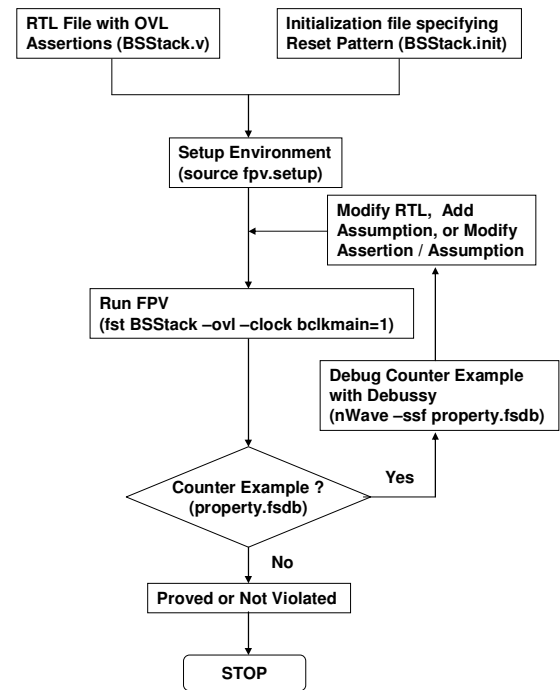 RTL File with OVL
Assertions (BSStack.v)
Initialization file specifying
Reset Pattern (BSStack.init)
Setup Environment
(source fpv.setup)
Modify RTL, Add
Assumption, or Modify
Assertion / Assumption
Run FPV
(fst BSStack –ovl –clock bclkmain=1)
Debug Counter Example
with Debussy
(nWave –ssf property.fsdb)
Counter Example ?
(property.fsdb)
Yes
No
Proved or Not Violated
STOP